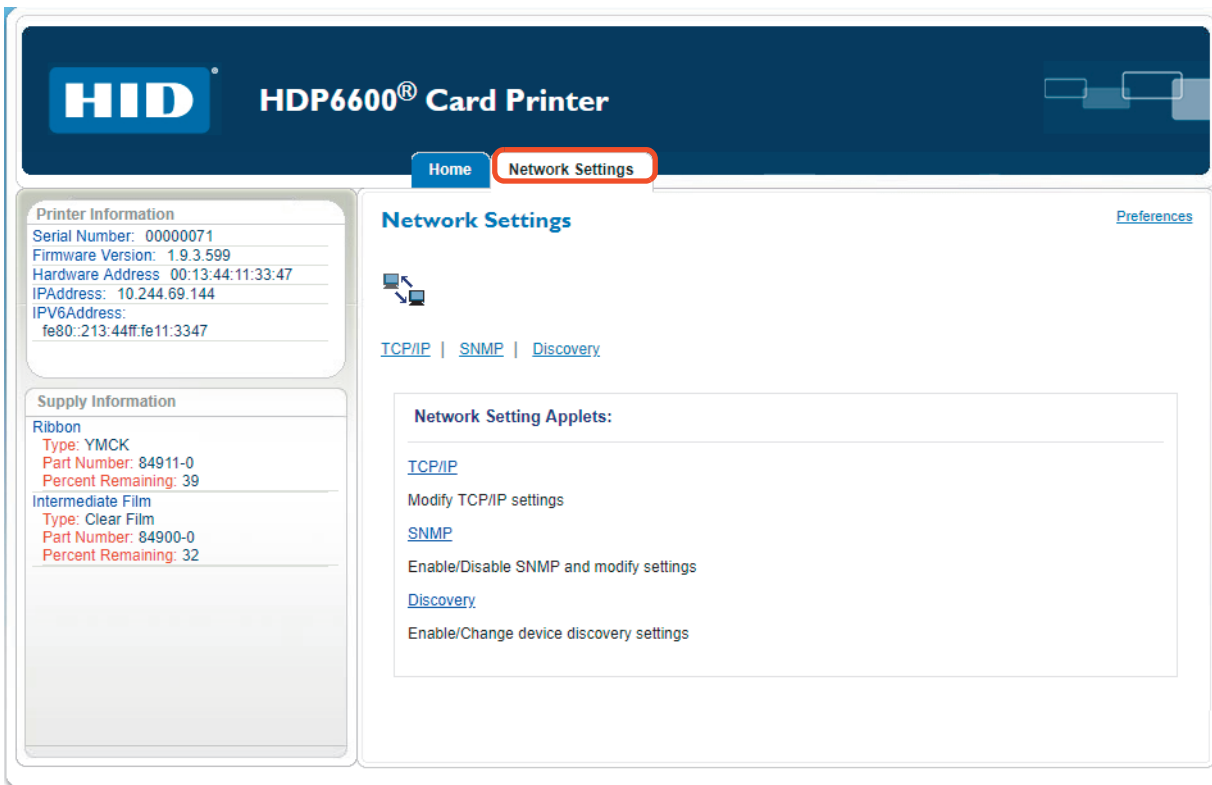 HID
HDP6600® Card Printer
Home
Network Settings
Printer Information
Serial Number: 00000071
Firmware Version: 1.9.3.599
Hardware Address 00:13:44:11:33:47
IPAddress: 10.244.69.144
IPV6Address:
fe80::213:44ff:fe11:3347
Supply Information
Ribbon
Type: YMCK
Part Number: 84911-0
Percent Remaining: 39
Intermediate Film
Type: Clear Film
Part Number: 84900-0
Percent Remaining: 32
Network Settings
Preferences
TCP/IP | SNMP | Discovery
Network Setting Applets:
TCP/IP
Modify TCP/IP settings
SNMP
Enable/Disable SNMP and modify settings
Discovery
Enable/Change device discovery settings